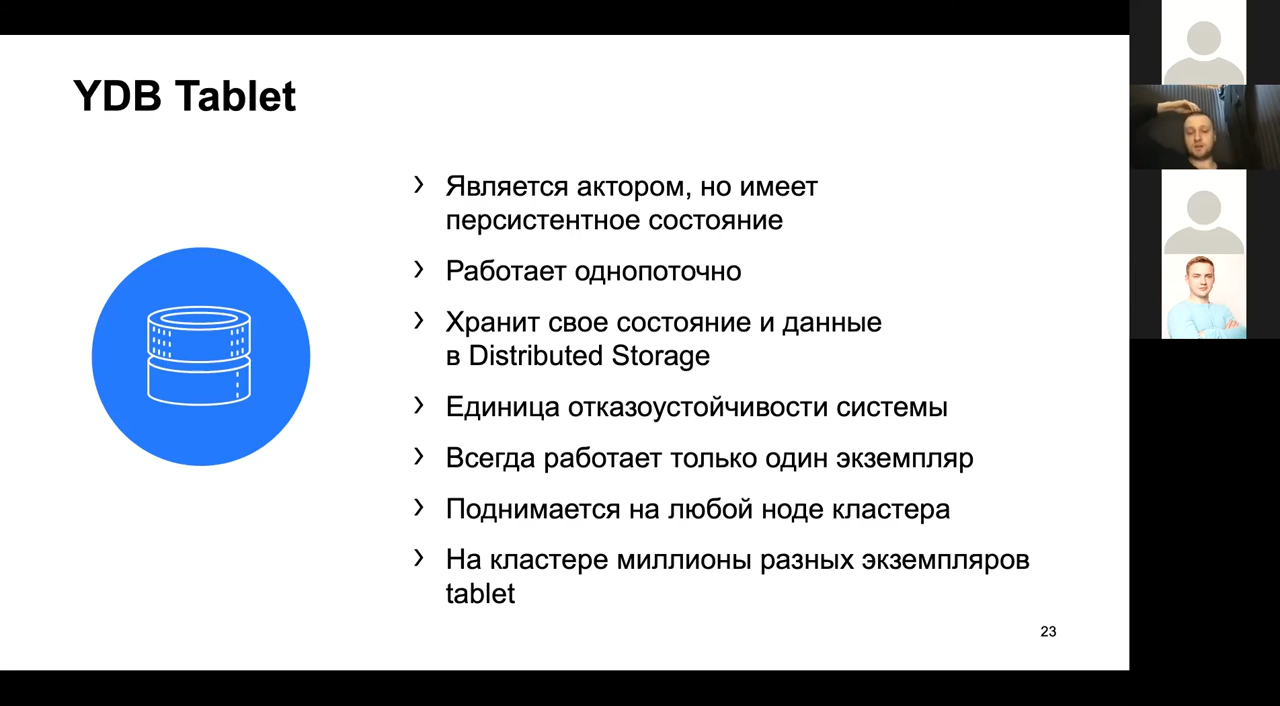 YDB Tablet
› Является актором, но имеет
персистентное состояние
› Работает однопоточно
› Хранит свое состояние и данные
в Distributed Storage
› Единица отказоустойчивости системы
› Всегда работает только один экземпляр
› Поднимается на любой ноде кластера
› На кластере миллионы разных экземпляров
tablet
23